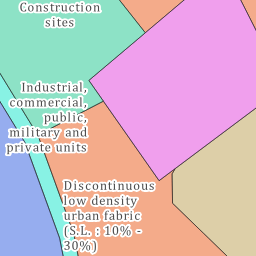 Construction
sites
Industrial,
commercial,
public,
military and
private units
Discontinuous
low density
urban fabric
(S.L. : 10% -
30%)